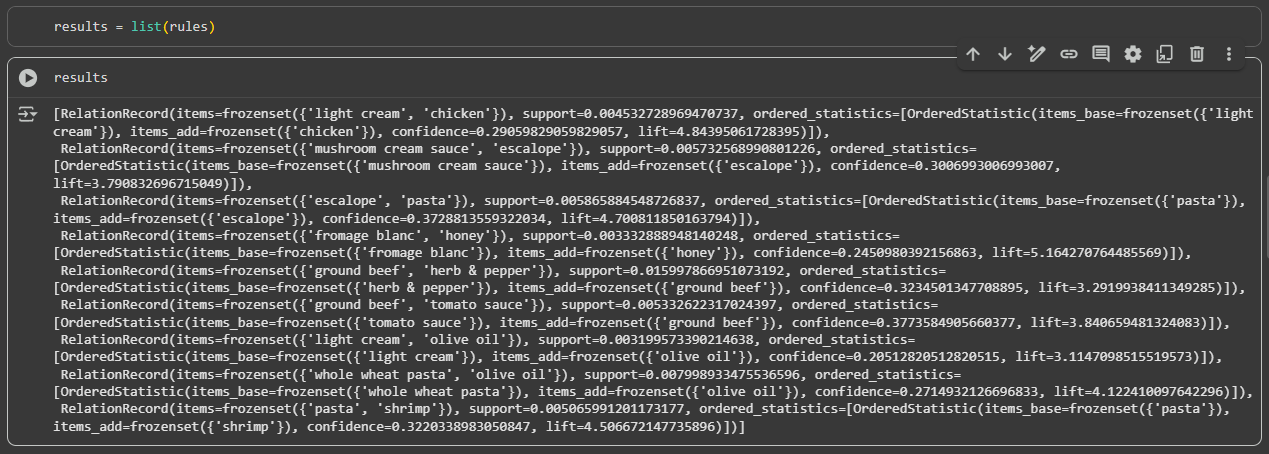 results = list(rules)
results
[RelationRecord(items=frozenset({'light cream', 'chicken'}), support=0.004532728969470737, ordered_statistics=[OrderedStatistic(items_base=frozenset({'light
cream'}), items_add=frozenset({'chicken'}), confidence=0.29059829059829057, lift=4.84395061728395)]),
 RelationRecord(items=frozenset({'mushroom cream sauce', 'escalope'}), support=0.005732568990801226, ordered_statistics=
[OrderedStatistic(items_base=frozenset({'mushroom cream sauce'}), items_add=frozenset({'escalope'}), confidence=0.3006993006993007,
lift=3.790832696715049)]),
 RelationRecord(items=frozenset({'escalope', 'pasta'}), support=0.005865884548726837, ordered_statistics=[OrderedStatistic(items_base=frozenset({'pasta'}),
items_add=frozenset({'escalope'}), confidence=0.3728813559322034, lift=4.700811850163794)]),
 RelationRecord(items=frozenset({'fromage blanc', 'honey'}), support=0.003332888948140248, ordered_statistics=
[OrderedStatistic(items_base=frozenset({'fromage blanc'}), items_add=frozenset({'honey'}), confidence=0.2450980392156863, lift=5.164270764485569)]),
 RelationRecord(items=frozenset({'ground beef', 'herb & pepper'}), support=0.015997866951073192, ordered_statistics=
[OrderedStatistic(items_base=frozenset({'herb & pepper'}), items_add=frozenset({'ground beef'}), confidence=0.3234501347708895, lift=3.2919938411349285)]),
 RelationRecord(items=frozenset({'ground beef', 'tomato sauce'}), support=0.005332622317024397, ordered_statistics=
[OrderedStatistic(items_base=frozenset({'tomato sauce'}), items_add=frozenset({'ground beef'}), confidence=0.3773584905660377, lift=3.840659481324083)]),
 RelationRecord(items=frozenset({'light cream', 'olive oil'}), support=0.003199573390214638, ordered_statistics=
[OrderedStatistic(items_base=frozenset({'light cream'}), items_add=frozenset({'olive oil'}), confidence=0.20512820512820515, lift=3.1147098515519573)]),
 RelationRecord(items=frozenset({'whole wheat pasta', 'olive oil'}), support=0.007998933475536596, ordered_statistics=
[OrderedStatistic(items_base=frozenset({'whole wheat pasta'}), items_add=frozenset({'olive oil'}), confidence=0.2714932126696833, lift=4.122410097642296)]),
 RelationRecord(items=frozenset({'pasta', 'shrimp'}), support=0.005065991201173177, ordered_statistics=[OrderedStatistic(items_base=frozenset({'pasta'}),
items_add=frozenset({'shrimp'}), confidence=0.3220338983050847, lift=4.506672147735896)])]